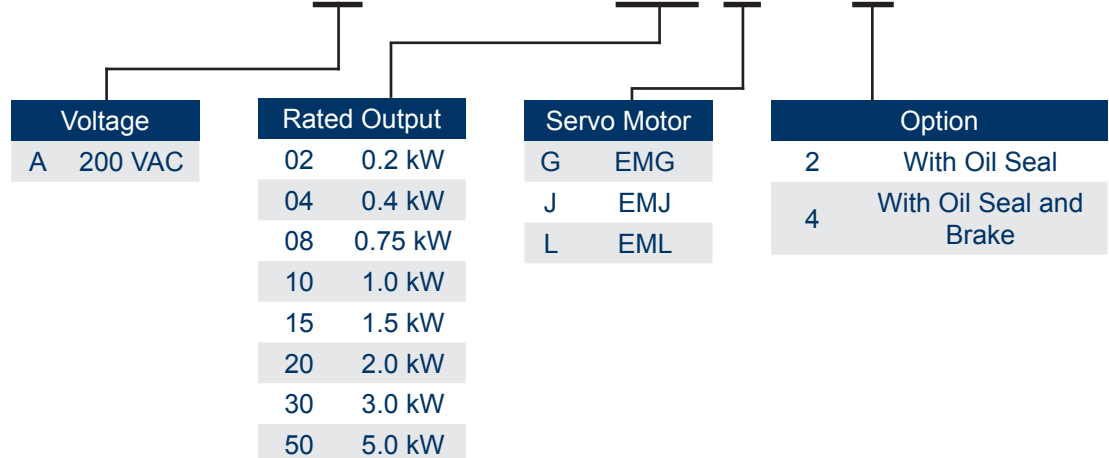 Voltage
A 200 VAC
Rated Output
02 0.2 kW
04 0.4 kW
08 0.75 kW
10 1.0 kW
15 1.5 kW
20 2.0 kW
30 3.0 kW
50 5.0 kW
Servo Motor
G EMG
J EMJ
L EML
Option
2 With Oil Seal
4 With Oil Seal and
Brake